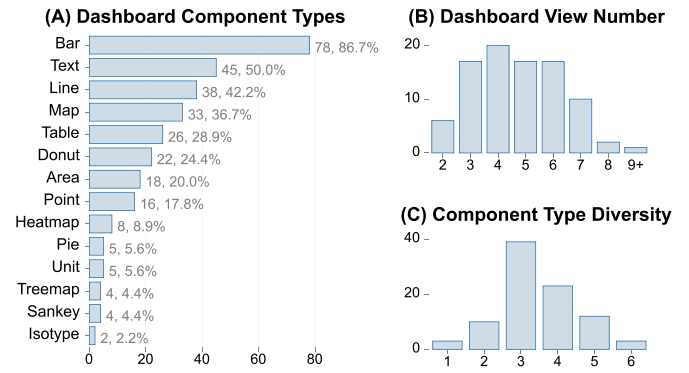 (A) Dashboard Component Types
Bar 78, 86.7%
Text 45, 50.0%
Line 38, 42.2%
Map 33, 36.7%
Table 26, 28.9%
Donut 22, 24.4%
Area 18, 20.0%
Point 16, 17.8%
Heatmap 8, 8.9%
Pie 5, 5.6%
Unit 5, 5.6%
Treemap 4, 4.4%
Sankey 4, 4.4%
Isotype 2, 2.2%
0 20 40 60 80
(B) Dashboard View Number
20
10
0
2 3 4 5 6 7 8 9+
(C) Component Type Diversity
40
20
0
1 2 3 4 5 6